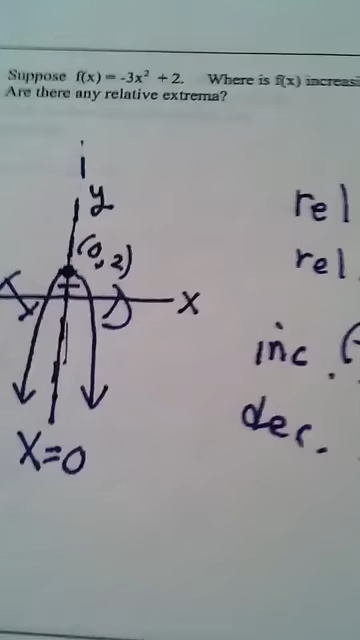 Suppose f(x) = -3x² + 2. Where is f(x) increasi
Are there any relative extrema?
y
(0, 2)
x
x=0
rel
rel
inc. (
dec.